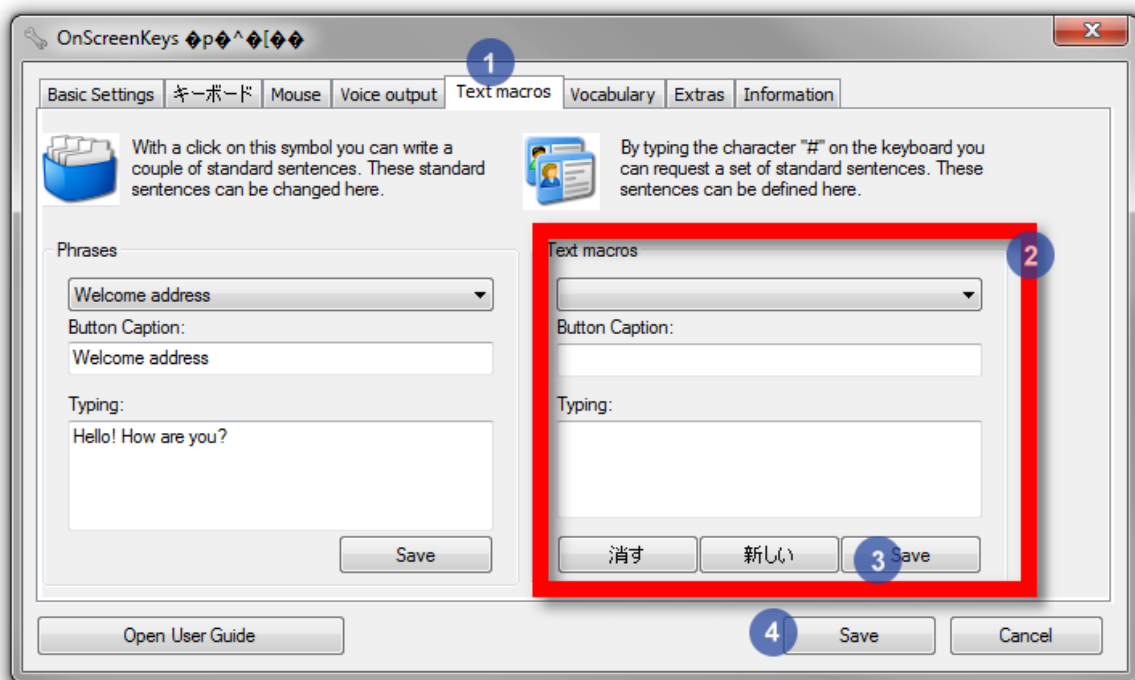 OnScreenKeys �p�^�[��
1
Basic Settings キーボード Mouse Voice output Text macros Vocabulary Extras Information
With a click on this symbol you can write a
couple of standard sentences. These standard
sentences can be changed here.
By typing the character "#" on the keyboard you
can request a set of standard sentences. These
sentences can be defined here.
Phrases
Welcome address
Button Caption:
Welcome address
Typing:
Hello! How are you?
Save
Text macros
2
Button Caption:
Typing:
消す 新しい 3 Save
Open User Guide
4 Save
Cancel